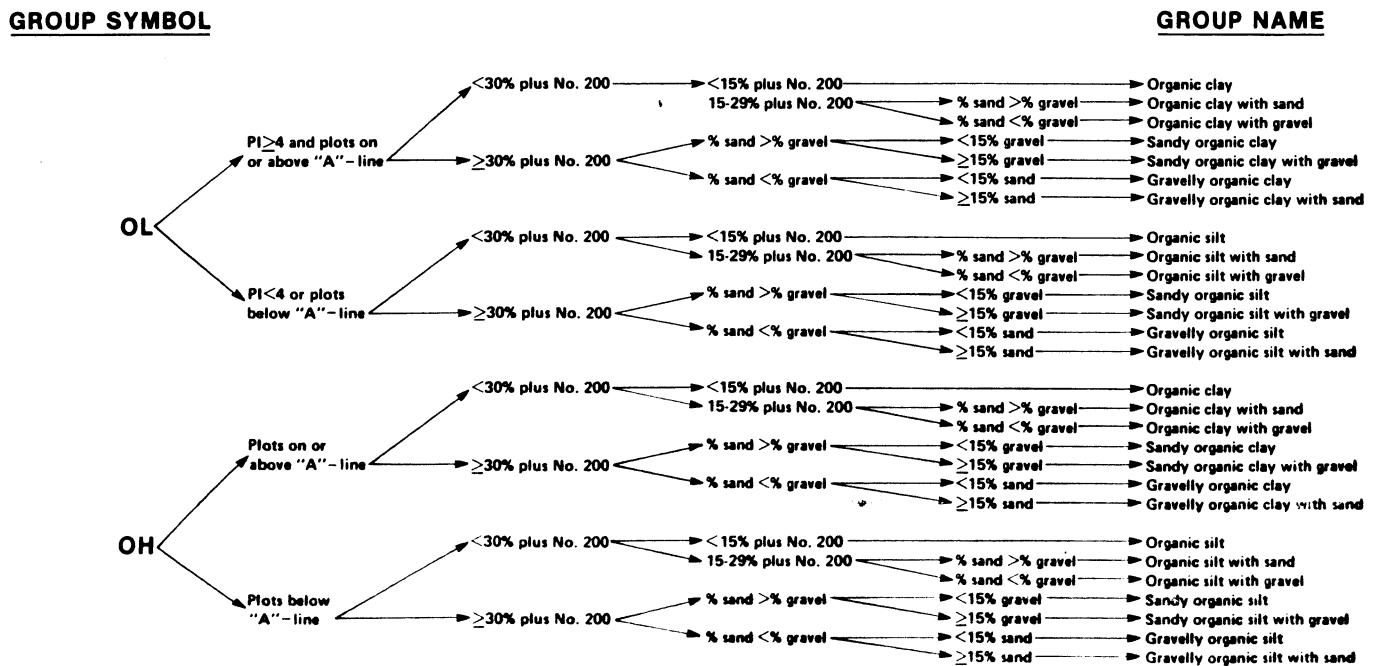 GROUP SYMBOL GROUP NAME
<30% plus No. 200 <15% plus No. 200 Organic clay
15-29% plus No. 200 % sand >% gravel Organic clay with sand
% sand <% gravel Organic clay with gravel
PI≥4 and plots on % sand >% gravel <15% gravel Sandy organic clay
or above "A"-line ≥30% plus No. 200 ≥15% gravel Sandy organic clay with gravel
% sand <% gravel <15% sand Gravelly organic clay
≥15% sand Gravelly organic clay with sand
OL
<30% plus No. 200 <15% plus No. 200 Organic silt
15-29% plus No. 200 % sand >% gravel Organic silt with sand
% sand <% gravel Organic silt with gravel
PI<4 or plots % sand >% gravel <15% gravel Sandy organic silt
below "A"-line ≥30% plus No. 200 ≥15% gravel Sandy organic silt with gravel
% sand <% gravel <15% sand Gravelly organic silt
≥15% sand Gravelly organic silt with sand
<30% plus No. 200 <15% plus No. 200 Organic clay
15-29% plus No. 200 % sand >% gravel Organic clay with sand
% sand <% gravel Organic clay with gravel
Plots on or % sand >% gravel <15% gravel Sandy organic clay
above "A"-line ≥30% plus No. 200 ≥15% gravel Sandy organic clay with gravel
% sand <% gravel <15% sand Gravelly organic clay
≥15% sand Gravelly organic clay with sand
OH
<30% plus No. 200 <15% plus No. 200 Organic silt
15-29% plus No. 200 % sand >% gravel Organic silt with sand
% sand <% gravel Organic silt with gravel
Plots below % sand >% gravel <15% gravel Sandy organic silt
"A"-line ≥30% plus No. 200 ≥15% gravel Sandy organic silt with gravel
% sand <% gravel <15% sand Gravelly organic silt
≥15% sand Gravelly organic silt with sand